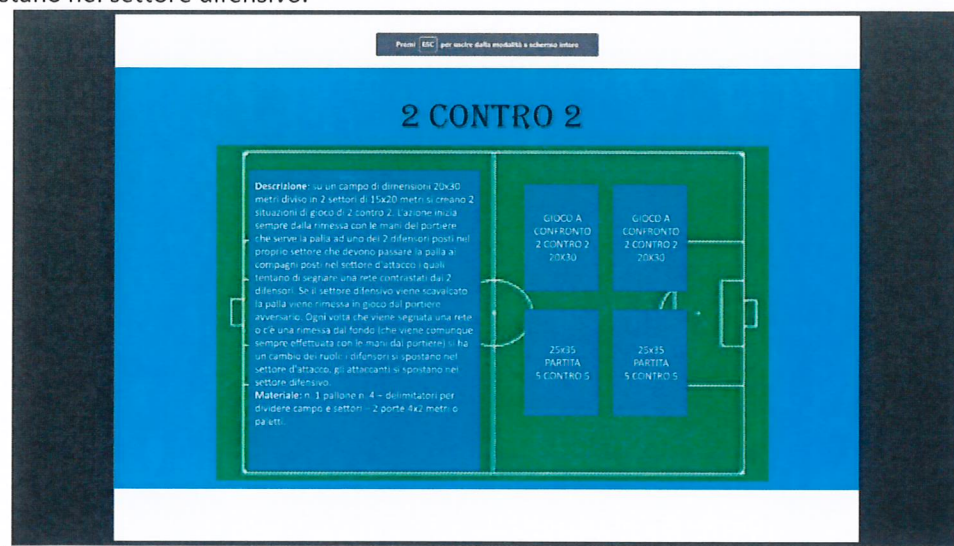 stano nel settore difensivo.
Premi ESC per uscire dalla modalità a schermo intero
2 CONTRO 2
Descrizione: su un campo di dimensioni 20x30
metri diviso in 2 settori di 15x20 metri si creano 2
situazioni di gioco di 2 contro 2. L'azione inizia
sempre dalla rimessa con le mani del portiere
che serve la palla ad uno dei 2 difensori posti nel
proprio settore che devono passare la palla ai
compagni posti nel settore d'attacco i quali
tentano di segnare una rete contrastati dai 2
difensori. Se il settore difensivo viene scavalcato
la palla viene rimessa in gioco dal portiere
avversario. Ogni volta che viene segnata una rete
o c'è una rimessa dal fondo (che viene comunque
sempre effettuata con le mani dal portiere) si ha
un cambio dei ruoli: i difensori si spostano nel
settore d'attacco, gli attaccanti si spostano nel
settore difensivo.
Materiale: n. 1 pallone n. 4 – delimitatori per
dividere campo e settori – 2 porte 4x2 metri o
paletti.
GIOCO A
CONFRONTO
2 CONTRO 2
20X30
GIOCO A
CONFRONTO
2 CONTRO 2
20X30
25x35
PARTITA
5 CONTRO 5
25x35
PARTITA
5 CONTRO 5